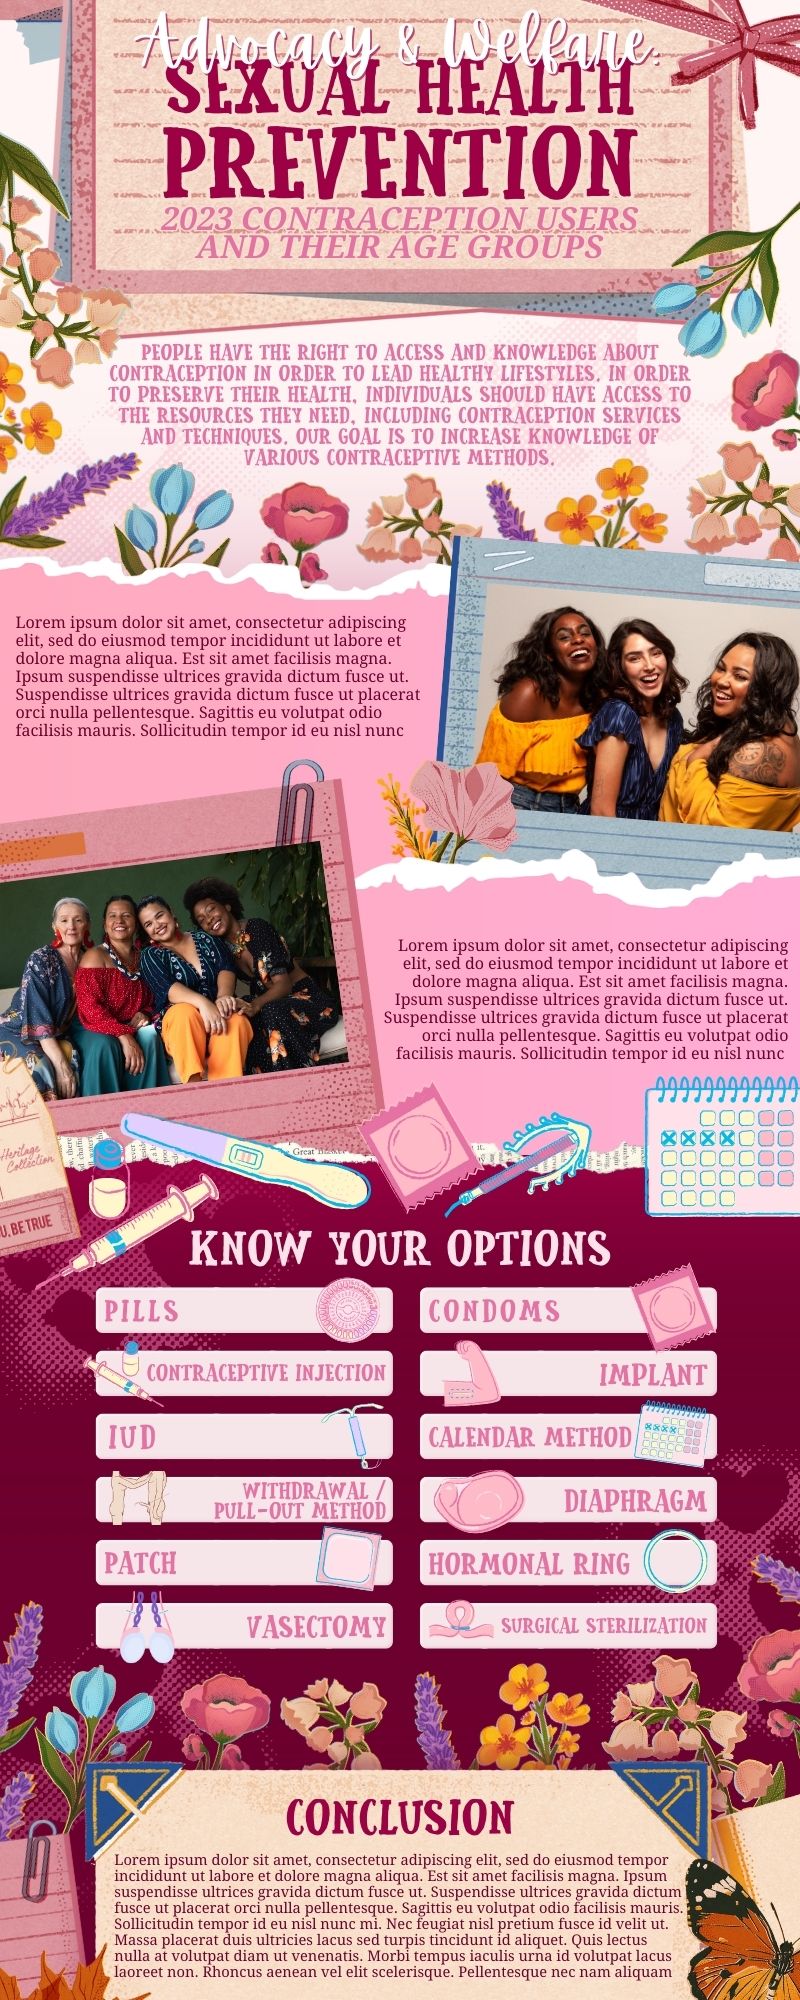 Advocacy & Welfare:
SEXUAL HEALTH
PREVENTION
2023 CONTRACEPTION USERS
AND THEIR AGE GROUPS
PEOPLE HAVE THE RIGHT TO ACCESS AND KNOWLEDGE ABOUT
CONTRACEPTION IN ORDER TO LEAD HEALTHY LIFESTYLES. IN ORDER
TO PRESERVE THEIR HEALTH, INDIVIDUALS SHOULD HAVE ACCESS TO
THE RESOURCES THEY NEED, INCLUDING CONTRACEPTION SERVICES
AND TECHNIQUES. OUR GOAL IS TO INCREASE KNOWLEDGE OF
VARIOUS CONTRACEPTIVE METHODS.
Lorem ipsum dolor sit amet, consectetur adipiscing
elit, sed do eiusmod tempor incididunt ut labore et
dolore magna aliqua. Est sit amet facilisis magna.
Ipsum suspendisse ultrices gravida dictum fusce ut.
Suspendisse ultrices gravida dictum fusce ut placerat
orci nulla pellentesque. Sagittis eu volutpat odio
facilisis mauris. Sollicitudin tempor id eu nisl nunc
Lorem ipsum dolor sit amet, consectetur adipiscing
elit, sed do eiusmod tempor incididunt ut labore et
dolore magna aliqua. Est sit amet facilisis magna.
Ipsum suspendisse ultrices gravida dictum fusce ut.
Suspendisse ultrices gravida dictum fusce ut placerat
orci nulla pellentesque. Sagittis eu volutpat odio
facilisis mauris. Sollicitudin tempor id eu nisl nunc
Heritage
Collection
U. BE TRUE
KNOW YOUR OPTIONS
PILLS
CONDOMS
CONTRACEPTIVE INJECTION
IMPLANT
IUD
CALENDAR METHOD
WITHDRAWAL /
PULL-OUT METHOD
DIAPHRAGM
PATCH
HORMONAL RING
VASECTOMY
SURGICAL STERILIZATION
CONCLUSION
Lorem ipsum dolor sit amet, consectetur adipiscing elit, sed do eiusmod tempor
incididunt ut labore et dolore magna aliqua. Est sit amet facilisis magna. Ipsum
suspendisse ultrices gravida dictum fusce ut. Suspendisse ultrices gravida dictum
fusce ut placerat orci nulla pellentesque. Sagittis eu volutpat odio facilisis mauris.
Sollicitudin tempor id eu nisl nunc mi. Nec feugiat nisl pretium fusce id velit ut.
Massa placerat duis ultricies lacus sed turpis tincidunt id aliquet. Quis lectus
nulla at volutpat diam ut venenatis. Morbi tempus iaculis urna id volutpat lacus
laoreet non. Rhoncus aenean vel elit scelerisque. Pellentesque nec nam aliquam